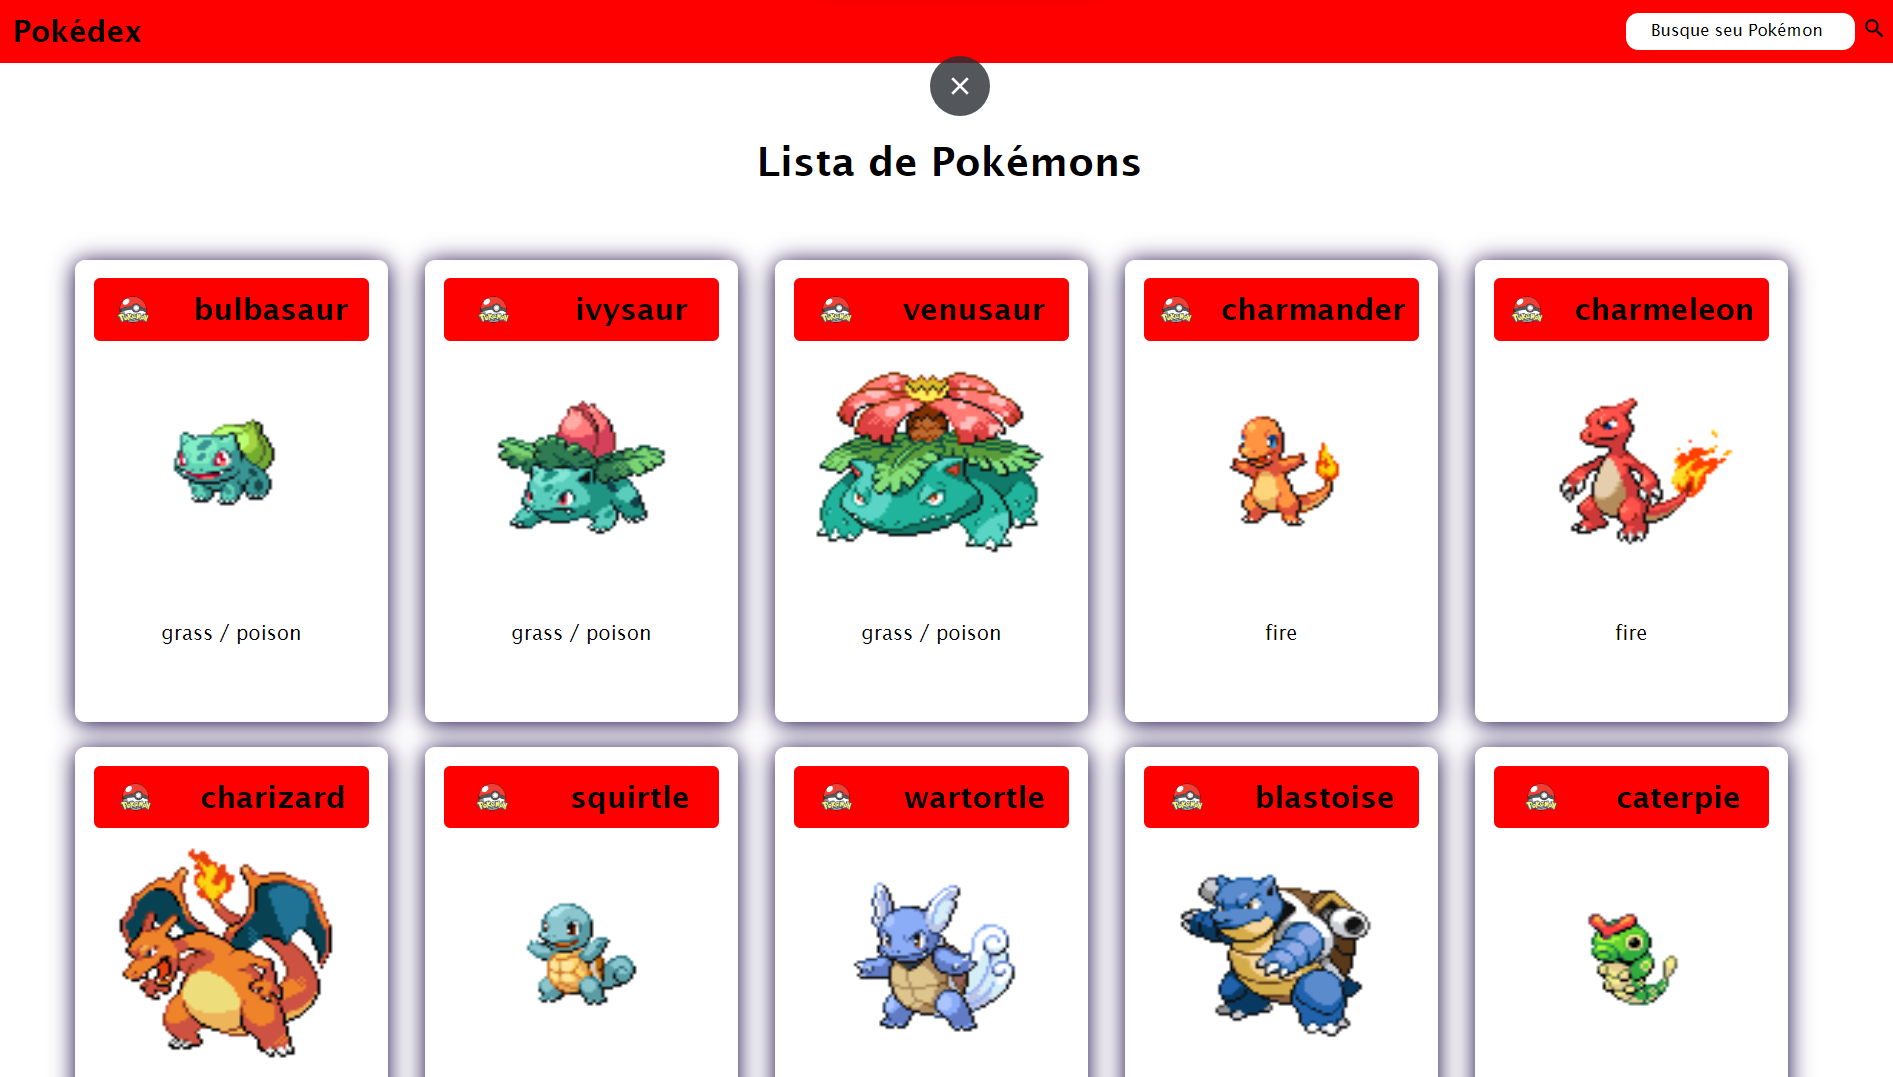 Pokédex
Busque seu Pokémon
Lista de Pokémons
bulbasaur
ivysaur
venusaur
charmander
charmeleon
grass / poison
grass / poison
grass / poison
fire
fire
charizard
squirtle
wartortle
blastoise
caterpie